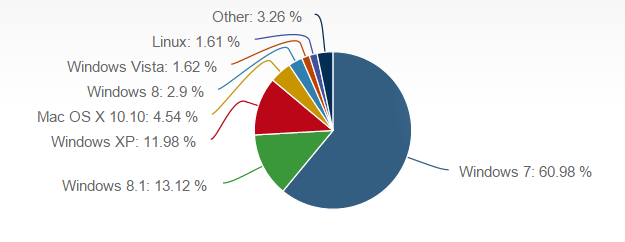 Other: 3.26 %
Linux: 1.61 %
Windows Vista: 1.62 %
Windows 8: 2.9 %
Mac OS X 10.10: 4.54 %
Windows XP: 11.98 %
Windows 8.1: 13.12 %
Windows 7: 60.98 %